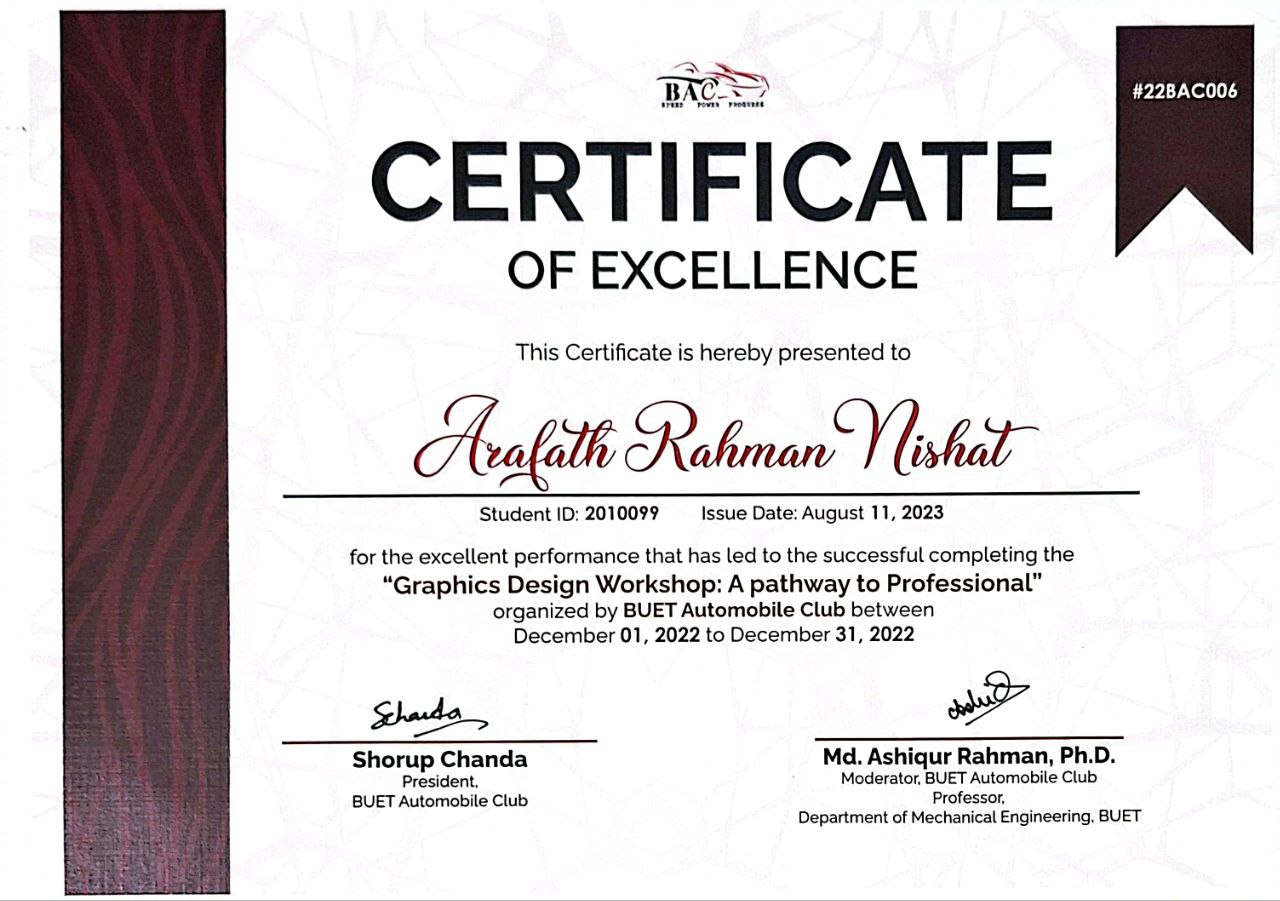 BAC
SPEED POWER PROGRESS
#22BAC006
CERTIFICATE
OF EXCELLENCE
This Certificate is hereby presented to
Arafath Rahman Nishat
Student ID: 2010099 Issue Date: August 11, 2023
for the excellent performance that has led to the successful completing the
“Graphics Design Workshop: A pathway to Professional”
organized by BUET Automobile Club between
December 01, 2022 to December 31, 2022
Schanda
Shorup Chanda
President,
BUET Automobile Club
Md. Ashiqur Rahman, Ph.D.
Moderator, BUET Automobile Club
Professor,
Department of Mechanical Engineering, BUET